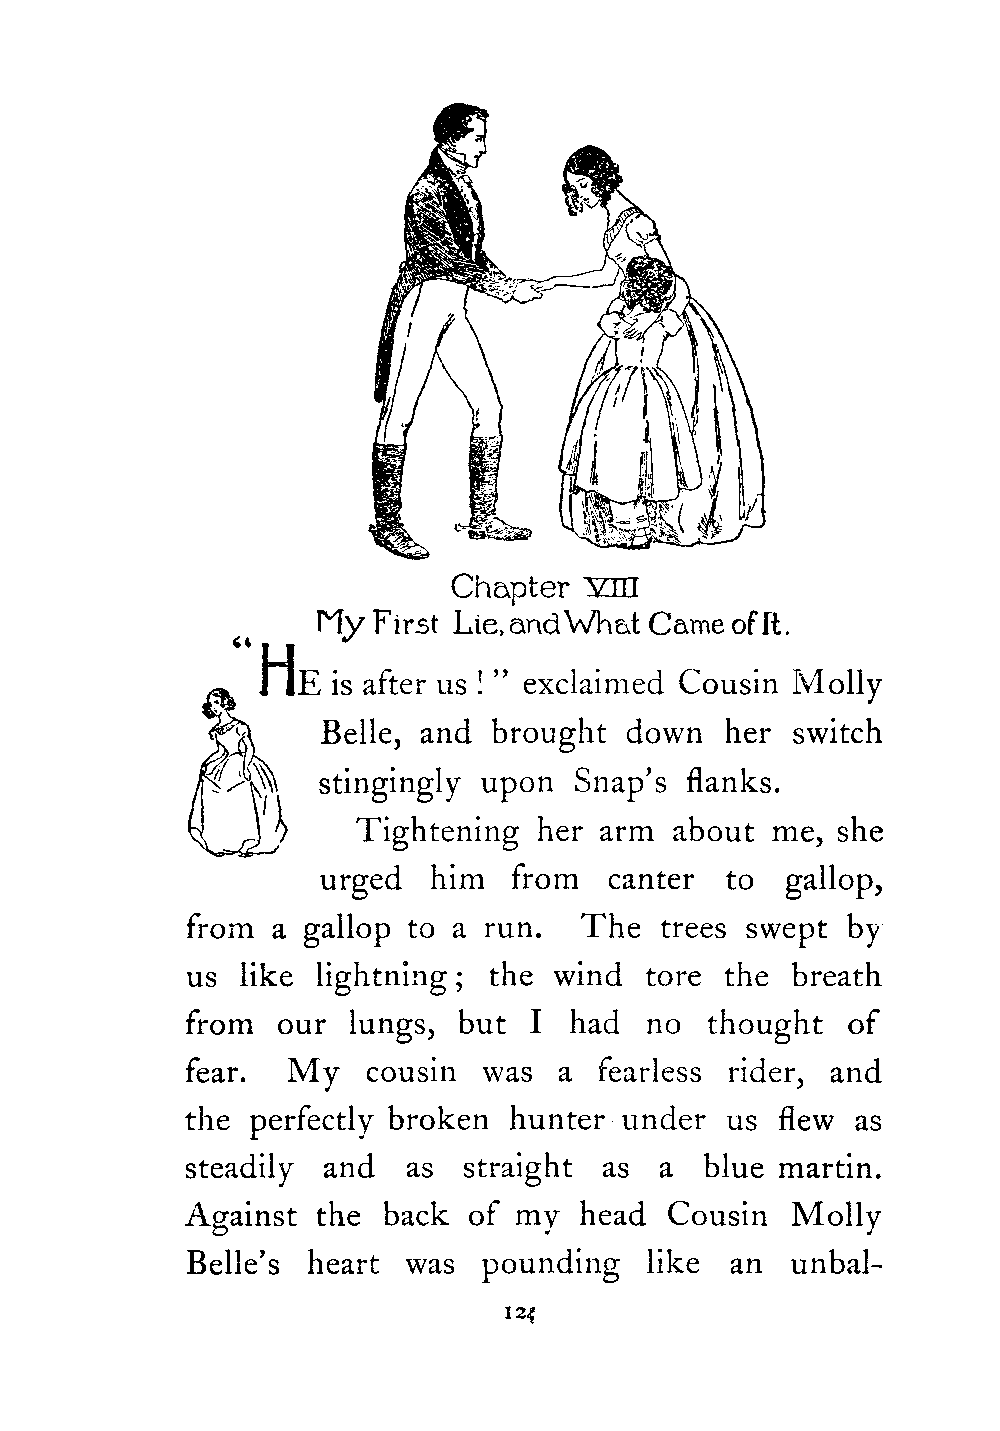 Chapter VIII
My First Lie, and What Came of It.
“HE is after us!” exclaimed Cousin Molly
Belle, and brought down her switch
stingingly upon Snap’s flanks.
Tightening her arm about me, she
urged him from canter to gallop,
from a gallop to a run. The trees swept by
us like lightning; the wind tore the breath
from our lungs, but I had no thought of
fear. My cousin was a fearless rider, and
the perfectly broken hunter under us flew as
steadily and as straight as a blue martin.
Against the back of my head Cousin Molly
Belle’s heart was pounding like an unbal-